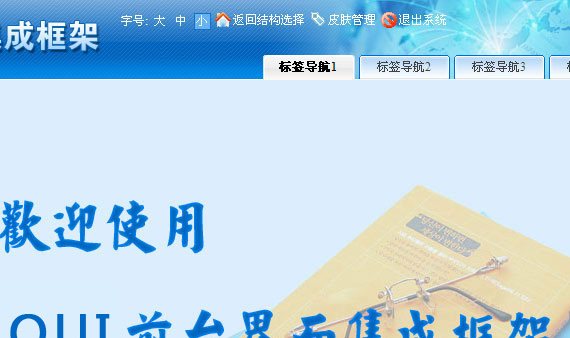 集成框架
字号: 大 中 小 返回结构选择 皮肤管理 退出系统
标签导航1 标签导航2 标签导航3
歡迎使用
QUI 前台界面集成框架